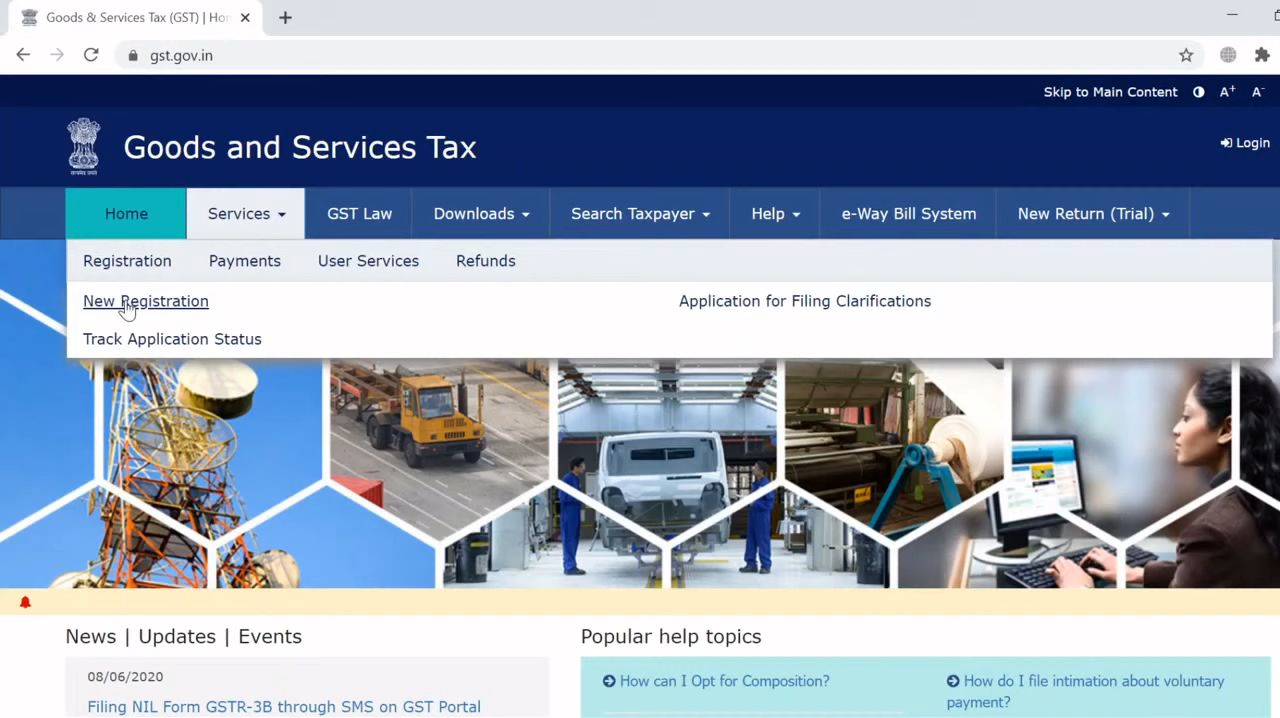 Goods & Services Tax (GST) | Hom
gst.gov.in
Skip to Main Content A+ A-
Goods and Services Tax
Login
Home Services GST Law Downloads Search Taxpayer Help e-Way Bill System New Return (Trial)
Registration Payments User Services Refunds
New Registration Application for Filing Clarifications
Track Application Status
News | Updates | Events
Popular help topics
08/06/2020
Filing NIL Form GSTR-3B through SMS on GST Portal
How can I Opt for Composition?
How do I file intimation about voluntary
payment?